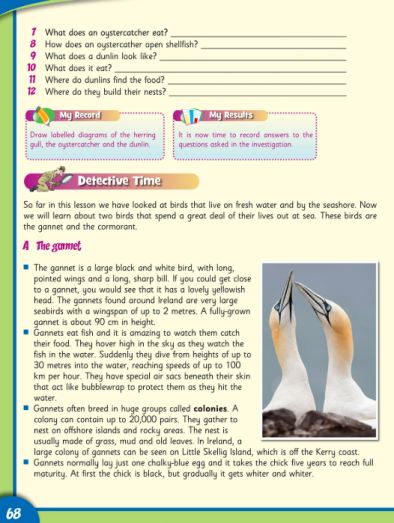 7 What does an oystercatcher eat?
8 How does an oystercather open shellfish?
9 What does a dunlin look like?
10 What does it eat?
11 Where do dunlins find the food?
12 Where do they build their nests?
My Record
Draw labelled diagrams of the herring
gull, the oystercatcher and the dunlin.
My Results
It is now time to record answers to the
questions asked in the investigation.
Detective Time
So far in this lesson we have looked at birds that live on fresh water and by the seashore. Now
we will learn about two birds that spend a great deal of their lives out at sea. These birds are
the gannet and the cormorant.
A The gannet
■ The gannet is a large black and white bird, with long,
pointed wings and a long, sharp bill. If you could get close
to a gannet, you would see that it has a lovely yellowish
head. The gannets found around Ireland are very large
seabirds with a wingspan of up to 2 metres. A fully-grown
gannet is about 90 cm in height.
■ Gannets eat fish and it is amazing to watch them catch
their food. They hover high in the sky as they watch the
fish in the water. Suddenly they dive from heights of up to
30 metres into the water, reaching speeds of up to 100
km per hour. They have special air sacs beneath their skin
that act like bubblewrap to protect them as they hit the
water.
■ Gannets often breed in huge groups called colonies. A
colony can contain up to 20,000 pairs. They gather to
nest on offshore islands and rocky areas. The nest is
usually made of grass, mud and old leaves. In Ireland, a
large colony of gannets can be seen on Little Skellig Island, which is off the Kerry coast.
■ Gannets normally lay just one chalky-blue egg and it takes the chick five years to reach full
maturity. At first the chick is black, but gradually it gets whiter and whiter.
68